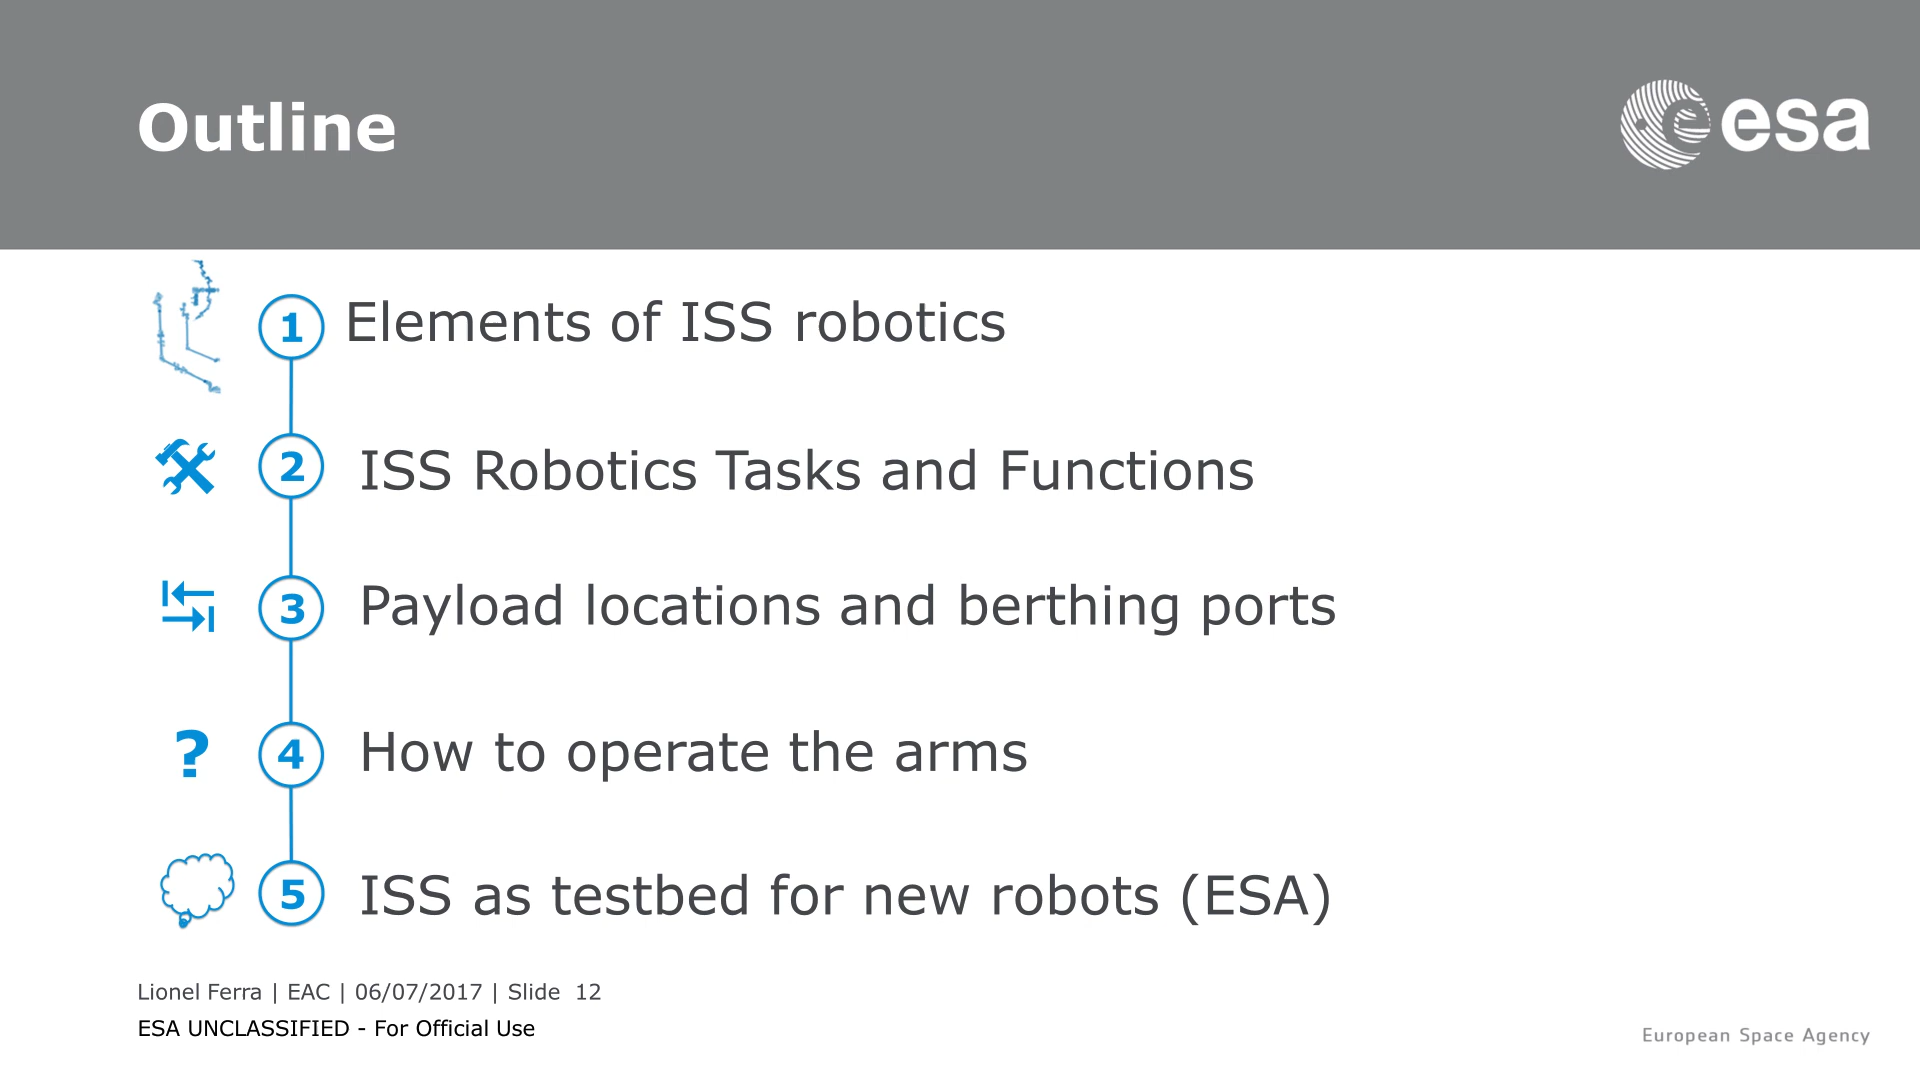 Outline
esa
1 Elements of ISS robotics
2 ISS Robotics Tasks and Functions
3 Payload locations and berthing ports
? 4 How to operate the arms
5 ISS as testbed for new robots (ESA)
Lionel Ferra | EAC | 06/07/2017 | Slide 12
ESA UNCLASSIFIED - For Official Use
European Space Agency